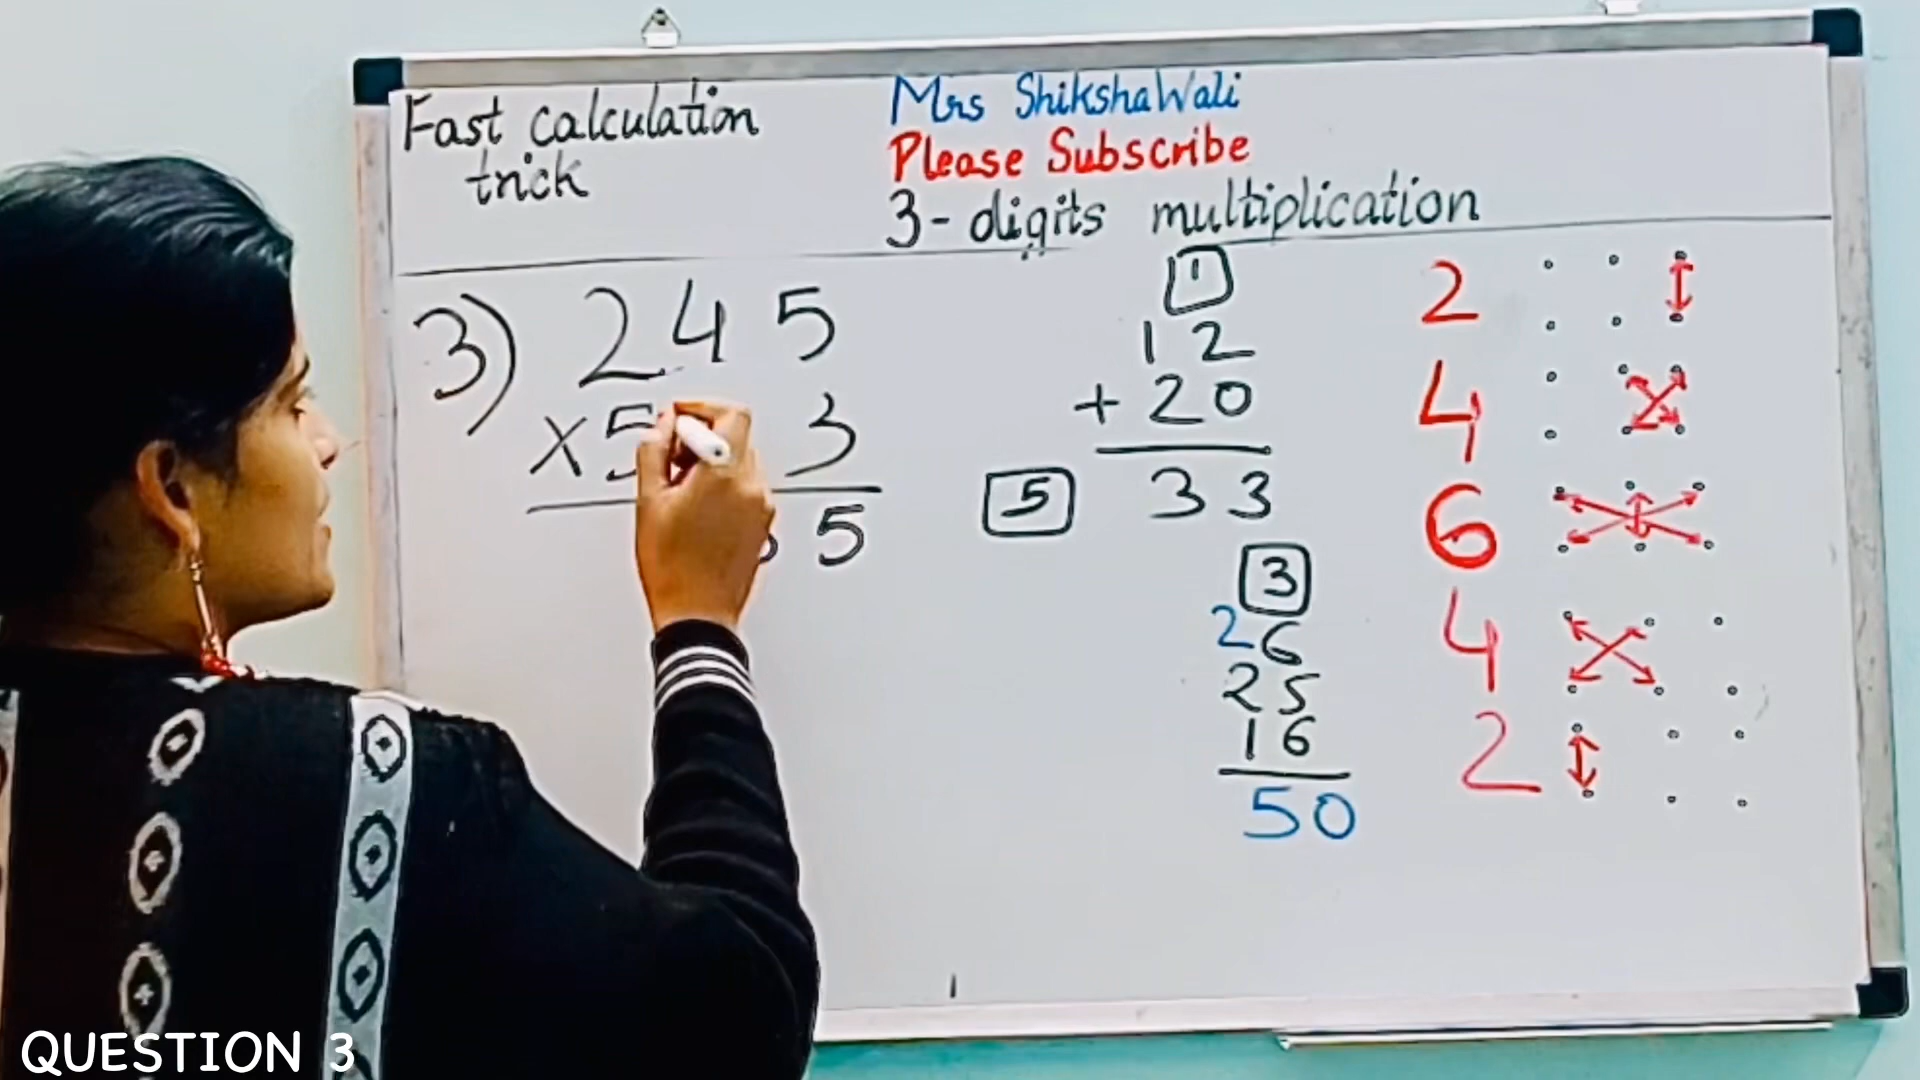 Fast calculation
trick
Mrs ShikshaWali
Please Subscribe
3-digits multiplication
3) 245
×5 3
5
1
12
+ 20
5 33
3
26
25
16
50
2
4
6
4
2
QUESTION 3